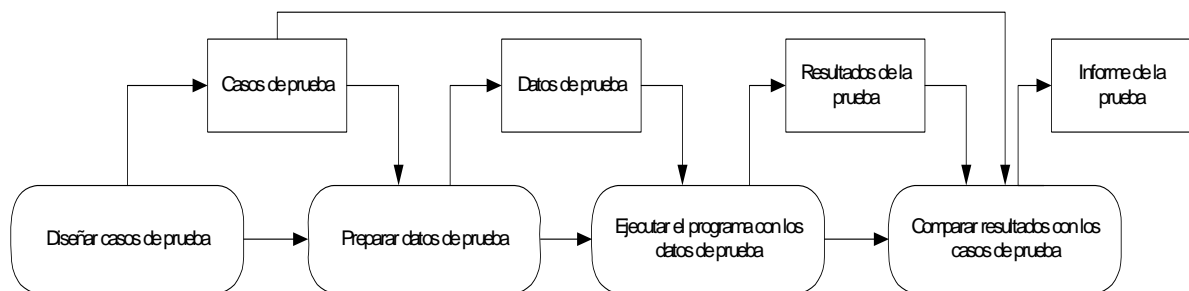 Casos de prueba
Datos de prueba
Resultados de la
prueba
Informe de la
prueba
Diseñar casos de prueba
Preparar datos de prueba
Ejecutar el programa con los
datos de prueba
Comparar resultados con los
casos de prueba